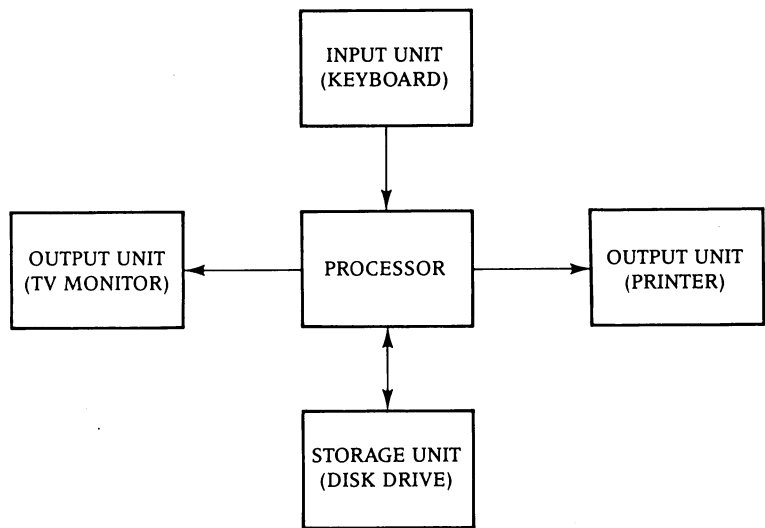 INPUT UNIT
(KEYBOARD)
OUTPUT UNIT
(TV MONITOR)
PROCESSOR
OUTPUT UNIT
(PRINTER)
STORAGE UNIT
(DISK DRIVE)